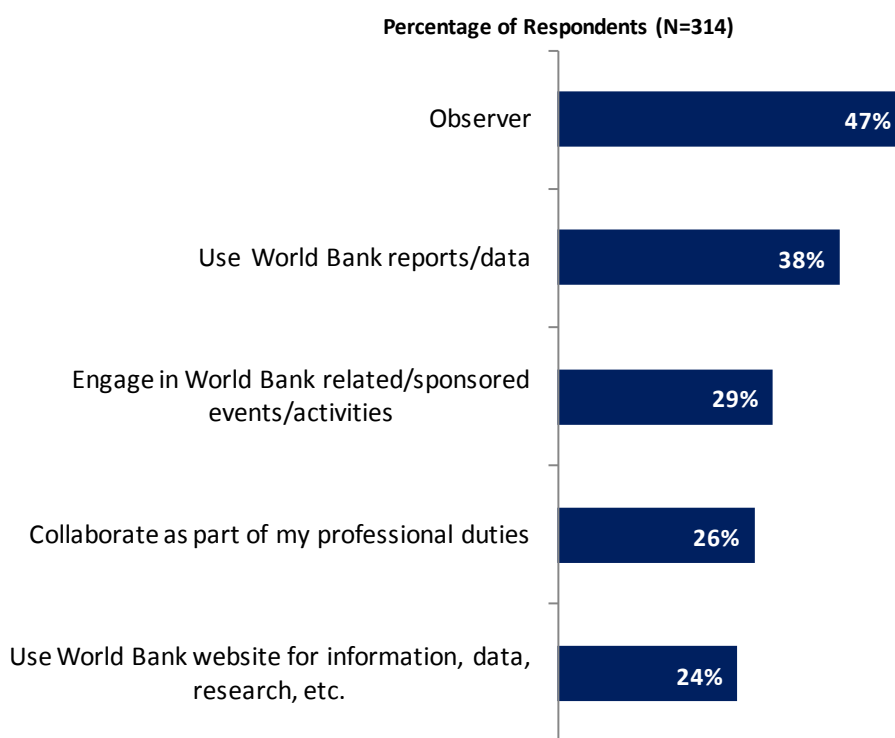 Percentage of Respondents (N=314)
Observer
47%
Use World Bank reports/data
38%
Engage in World Bank related/sponsored
events/activities
29%
Collaborate as part of my professional duties
26%
Use World Bank website for information, data,
research, etc.
24%